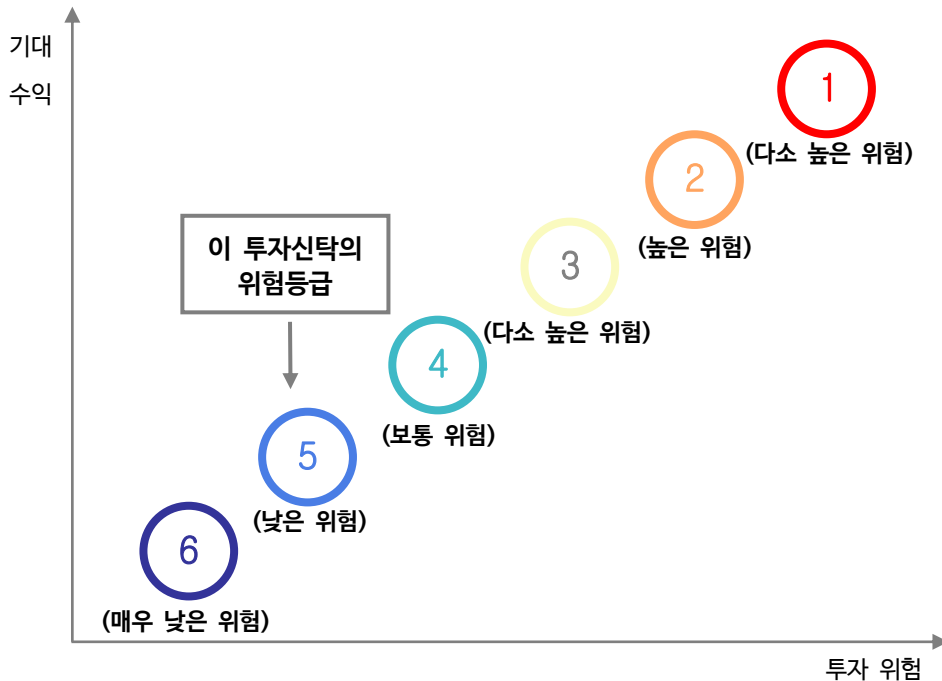 기대
수익
1
(다소 높은 위험)
2
(높은 위험)
이 투자신탁의
위험등급
3
(다소 높은 위험)
4
(보통 위험)
5
(낮은 위험)
6
(매우 낮은 위험)
투자 위험